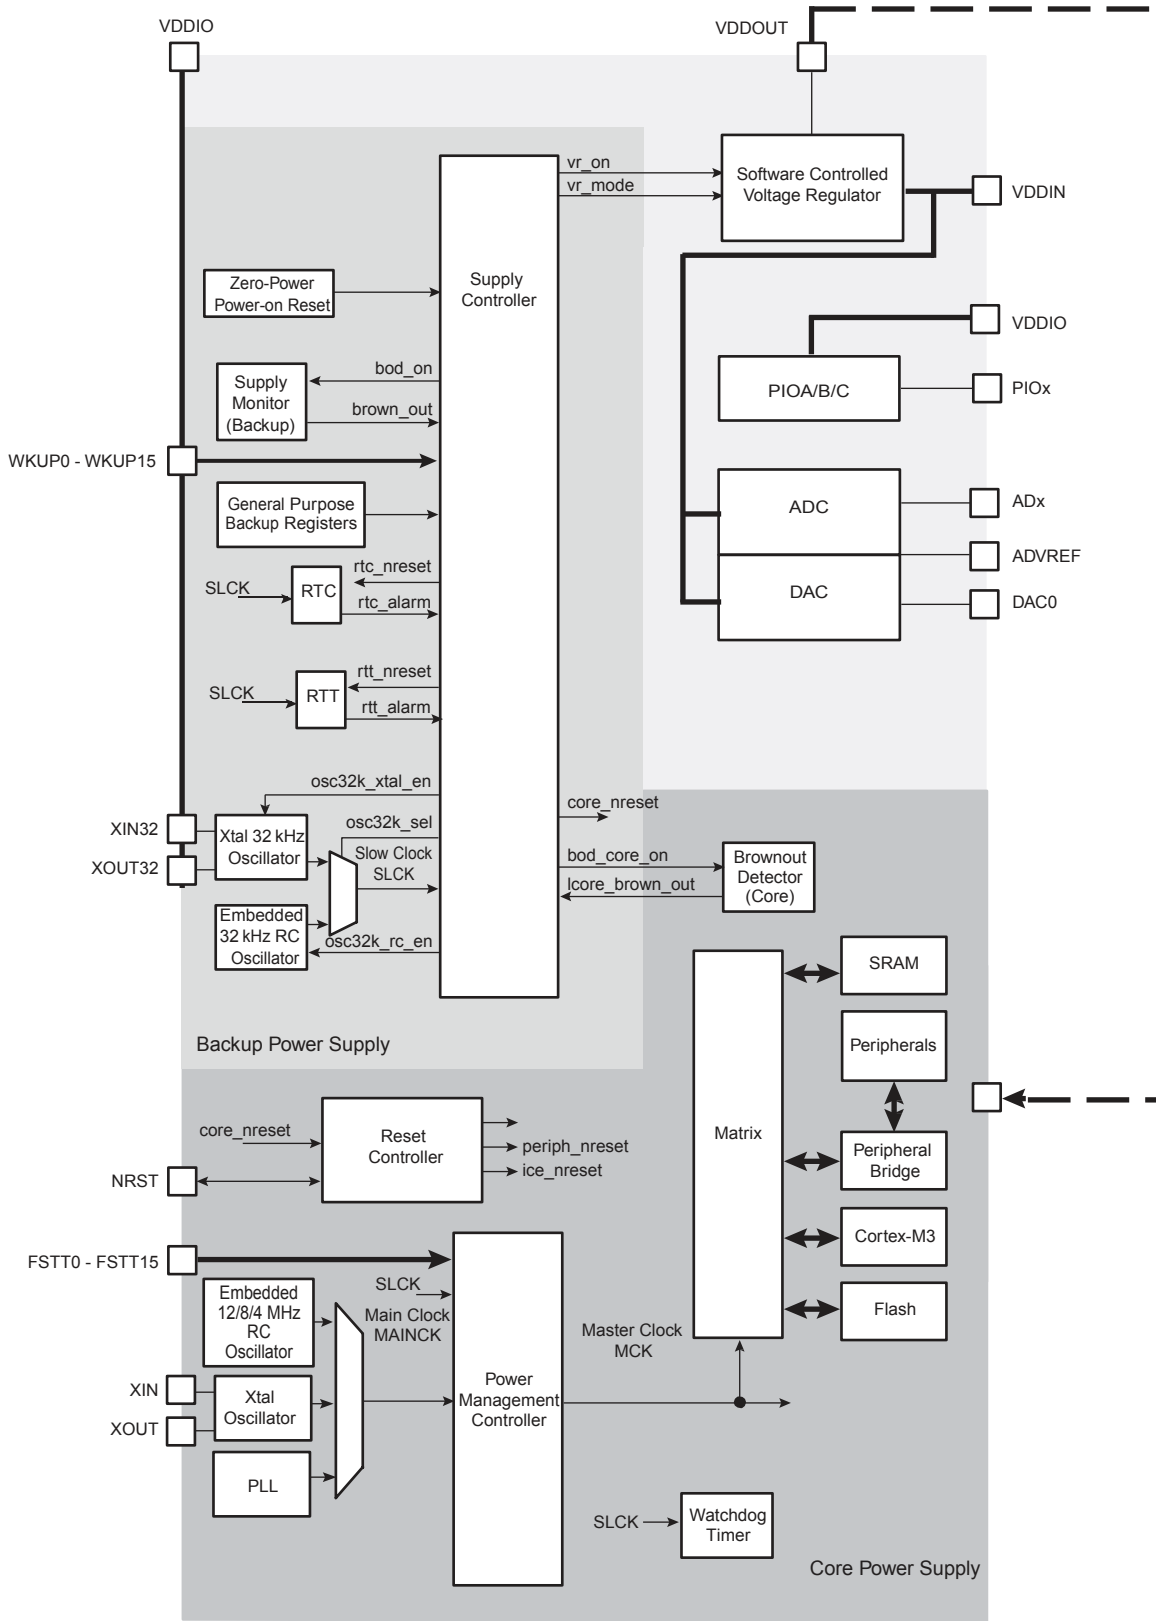 VDDIO
VDDOUT
vr_on
vr_mode
Software Controlled
Voltage Regulator
VDDIN
Supply
Controller
Zero-Power
Power-on Reset
VDDIO
bod_on
Supply
Monitor
(Backup)
brown_out
PIOA/B/C
PIOx
WKUP0 - WKUP15
General Purpose
Backup Registers
ADC
ADx
ADVREF
rtc_nreset
SLCK
RTC
rtc_alarm
DAC
DAC0
rtt_nreset
SLCK
RTT
rtt_alarm
osc32k_xtal_en
core_nreset
XIN32
Xtal 32 kHz
Oscillator
osc32k_sel
XOUT32
Slow Clock
SLCK
bod_core_on
lcore_brown_out
Brownout
Detector
(Core)
Embedded
32 kHz RC
Oscillator
osc32k_rc_en
SRAM
Backup Power Supply
Peripherals
core_nreset
Reset
Controller
periph_nreset
ice_nreset
NRST
Matrix
Peripheral
Bridge
Cortex-M3
FSTT0 - FSTT15
SLCK
Embedded
12/8/4 MHz
RC
Oscillator
Main Clock
MAINCK
Flash
Master Clock
MCK
XIN
Xtal
Oscillator
XOUT
Power
Management
Controller
PLL
SLCK
Watchdog
Timer
Core Power Supply